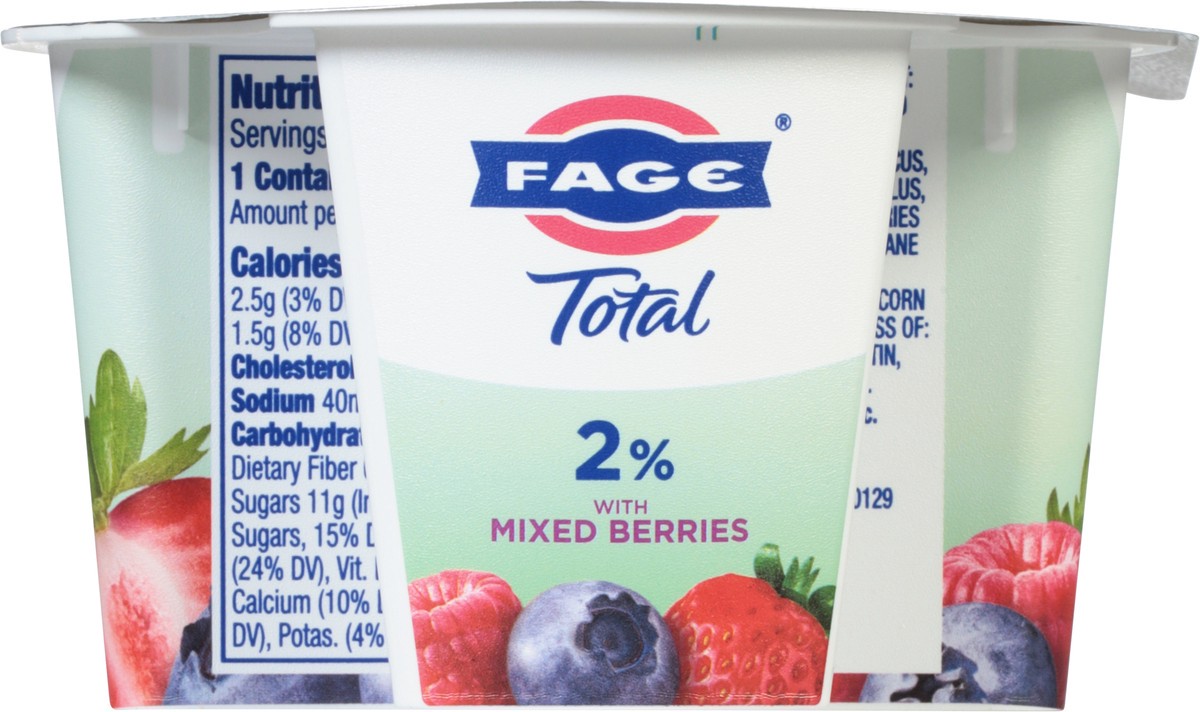 Nutrit
Servings
1 Contai
Amount pe
Calories
2.5g (3% D
1.5g (8% DV
Cholesterol
Sodium 40m
Carbohydrat
Dietary Fiber
Sugars 11g (In
Sugars, 15% D
(24% DV), Vit.
Calcium (10%
DV), Potas. (4%
FAGE®
Total
2%
WITH
MIXED BERRIES
CUS,
LUS,
RIES
ANE
CORN
SS OF:
TIN,
c.
0129